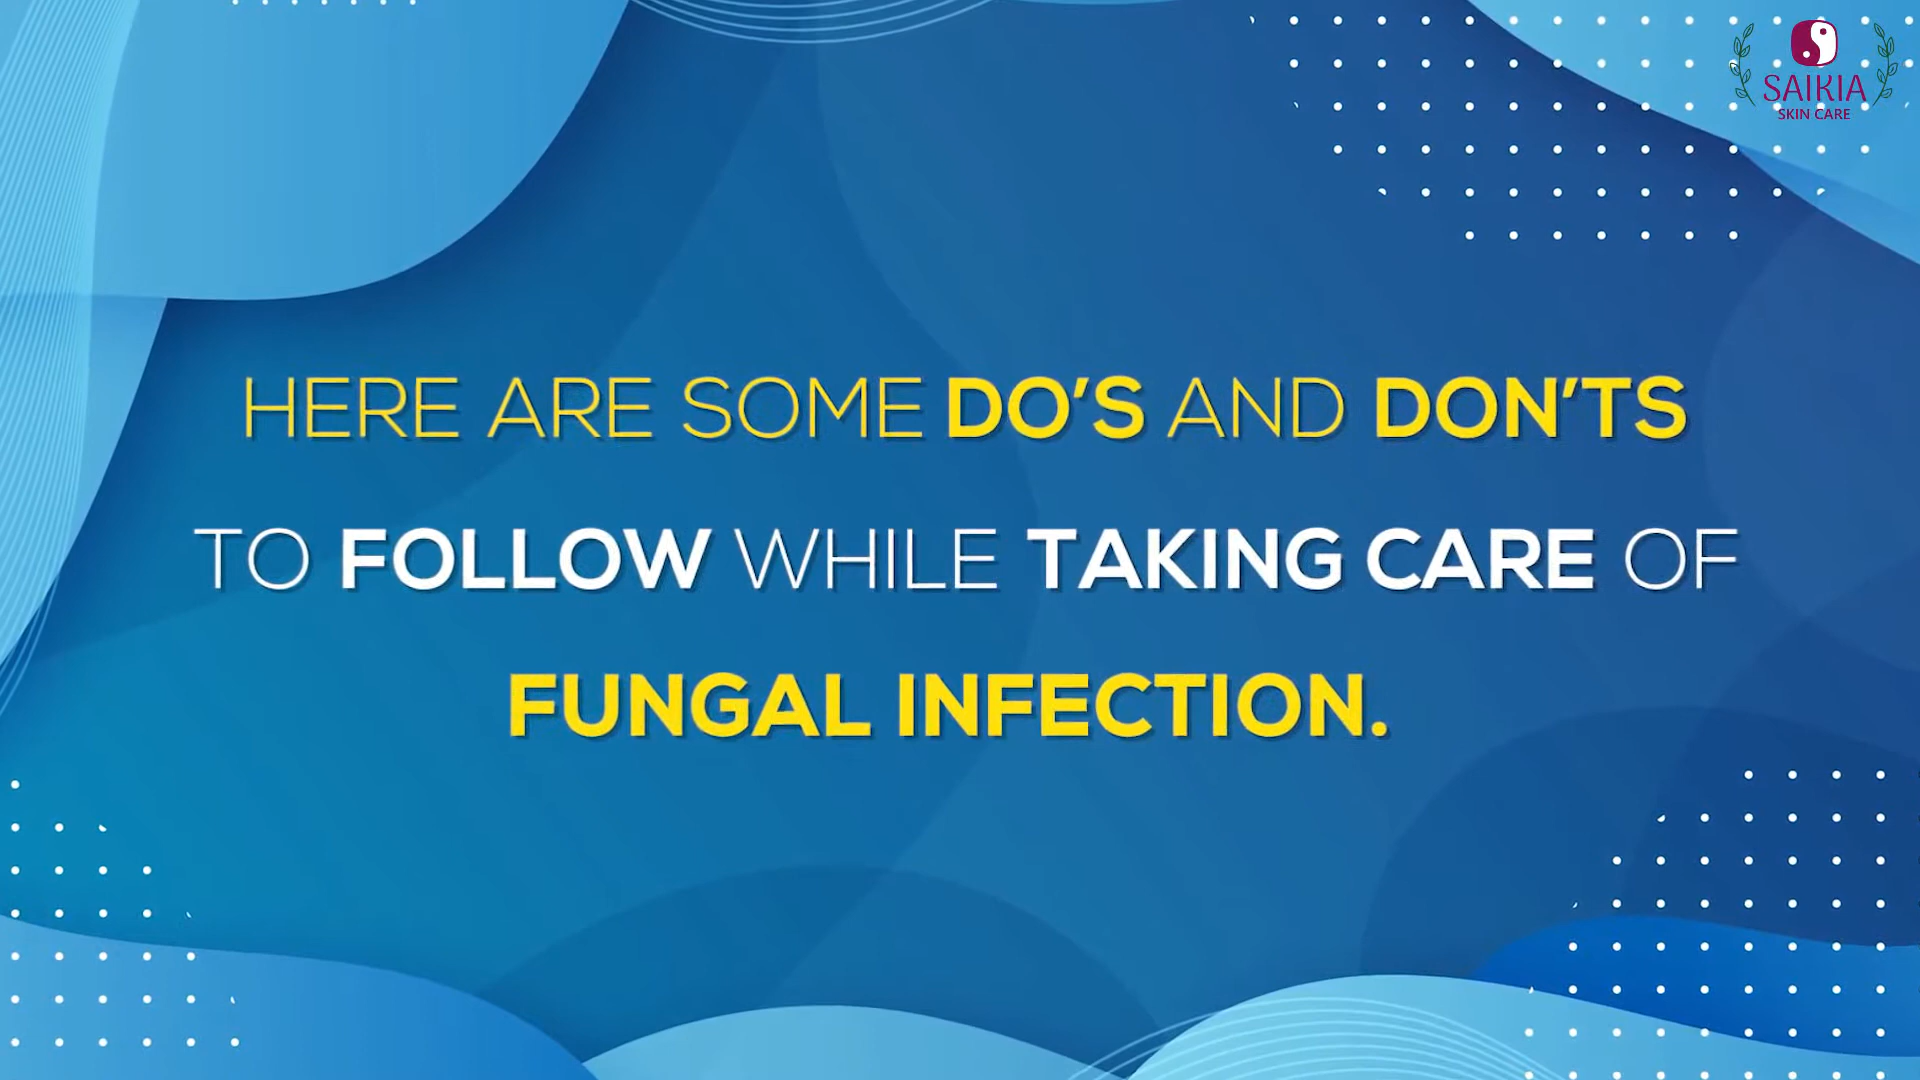 SAIKIA
SKIN CARE
HERE ARE SOME DO'S AND DON'TS
TO FOLLOW WHILE TAKING CARE OF
FUNGAL INFECTION.